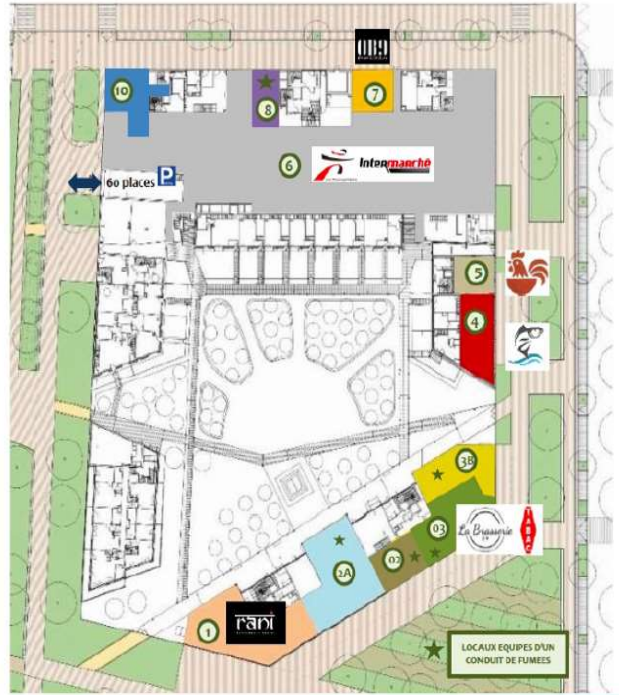 OB9
10
8
7
6
Intermarché
60 places P
5
4
3B
03
La Brasserie
TABAC
02
2A
1
rani
LOCAUX EQUIPES D'UN
CONDUIT DE FUMEES